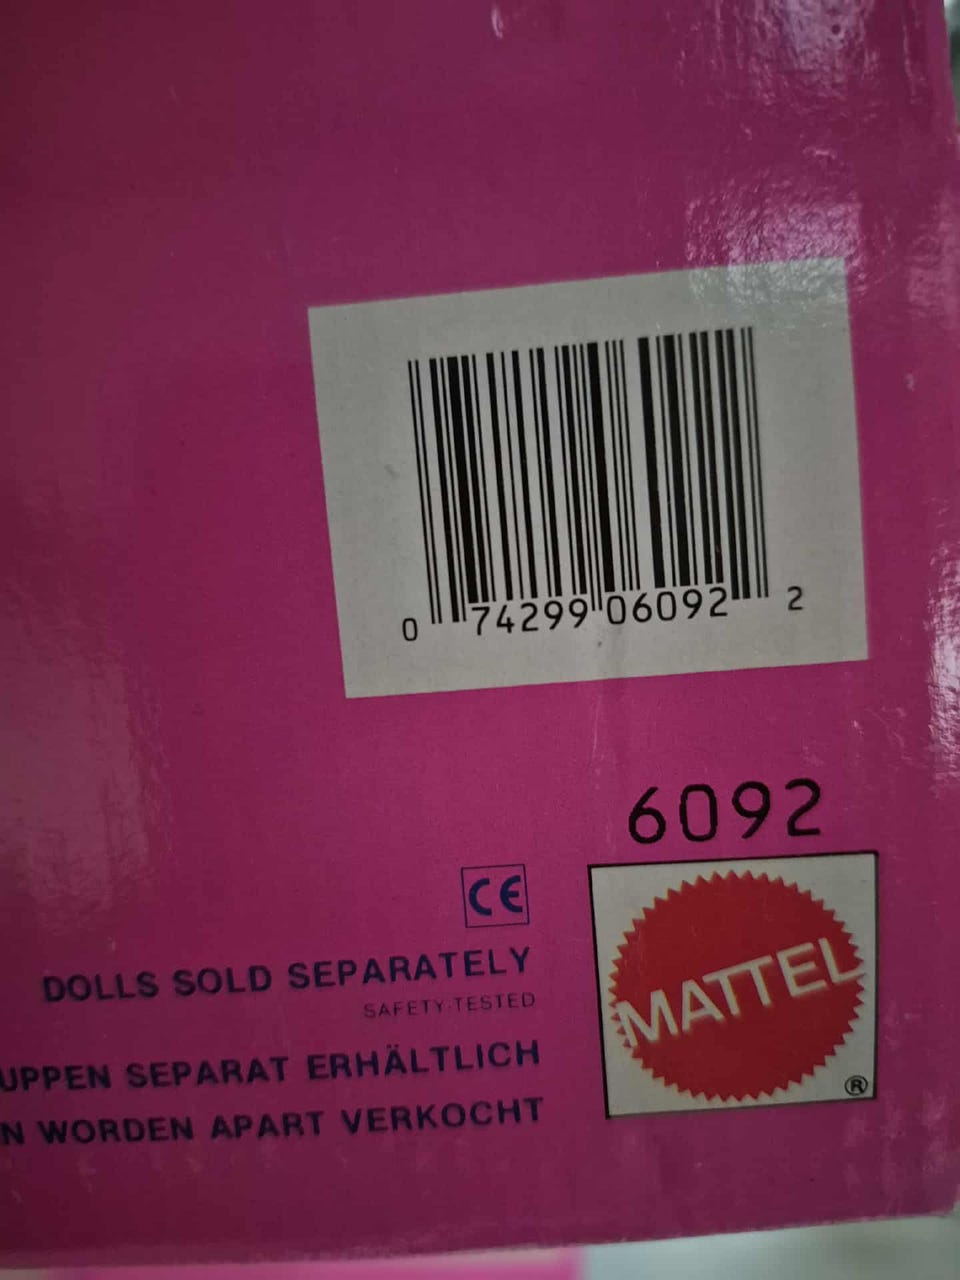 0 74299 06092 2
6092
CE
DOLLS SOLD SEPARATELY
SAFETY-TESTED
UPPEN SEPARAT ERHÄLTLICH
N WORDEN APART VERKOCHT
MATTEL
®